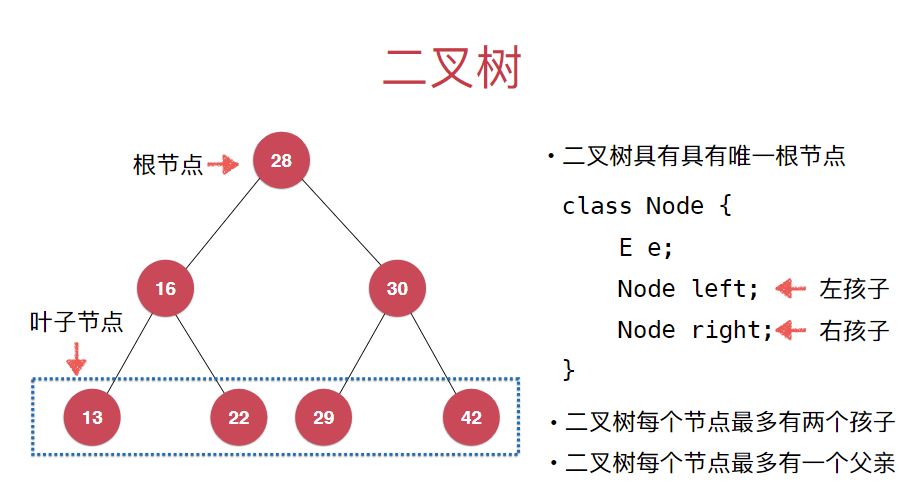 二叉树
根节点
28
16
30
叶子节点
13
22
29
42
• 二叉树具有具有唯一根节点
class Node {
    E e;
    Node left; 左孩子
    Node right; 右孩子
}
• 二叉树每个节点最多有两个孩子
• 二叉树每个节点最多有一个父亲